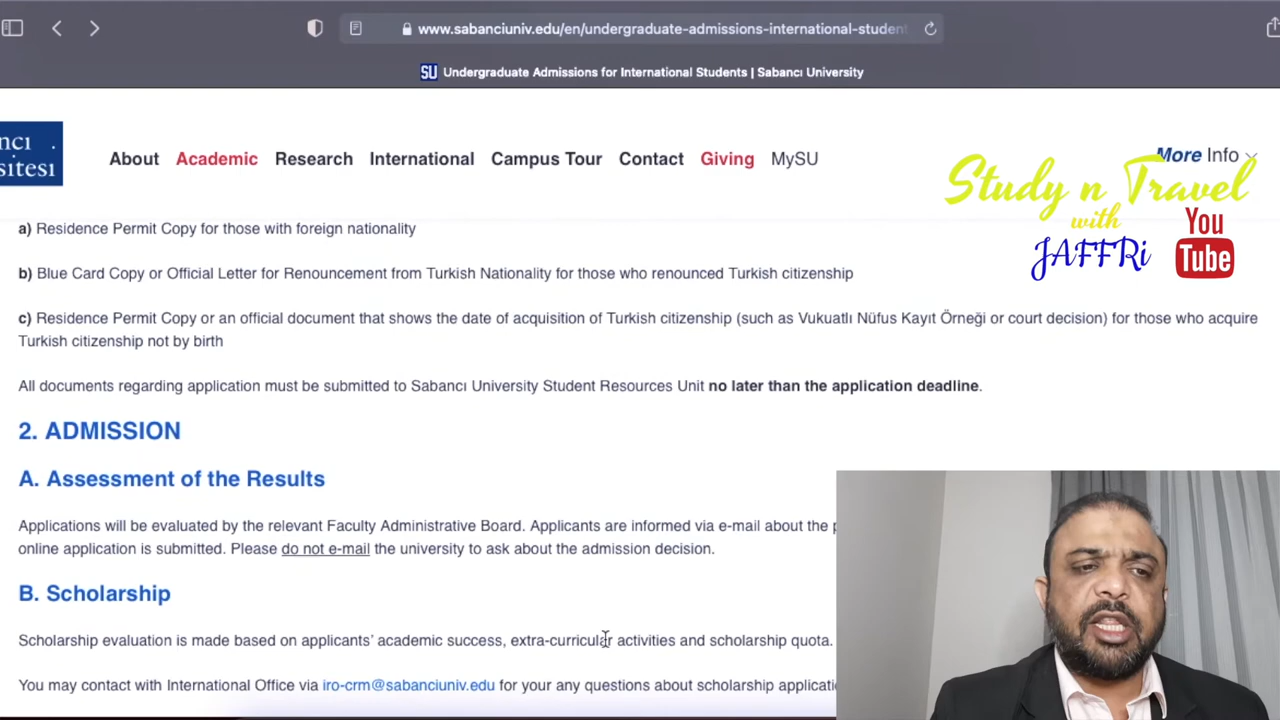 www.sabanciuniv.edu/en/undergraduate-admissions-international-student
SU Undergraduate Admissions for International Students | Sabancı University
ncı
sitesi
About Academic Research International Campus Tour Contact Giving MySU
More Info
Study n Travel
with
JAFFRi
You
Tube
a) Residence Permit Copy for those with foreign nationality
b) Blue Card Copy or Official Letter for Renouncement from Turkish Nationality for those who renounced Turkish citizenship
c) Residence Permit Copy or an official document that shows the date of acquisition of Turkish citizenship (such as Vukuatlı Nüfus Kayıt Örneği or court decision) for those who acquire
Turkish citizenship not by birth
All documents regarding application must be submitted to Sabancı University Student Resources Unit no later than the application deadline.
2. ADMISSION
A. Assessment of the Results
Applications will be evaluated by the relevant Faculty Administrative Board. Applicants are informed via e-mail about the
online application is submitted. Please do not e-mail the university to ask about the admission decision.
B. Scholarship
Scholarship evaluation is made based on applicants' academic success, extra-curricular activities and scholarship quota.
You may contact with International Office via iro-crm@sabanciuniv.edu for your any questions about scholarship